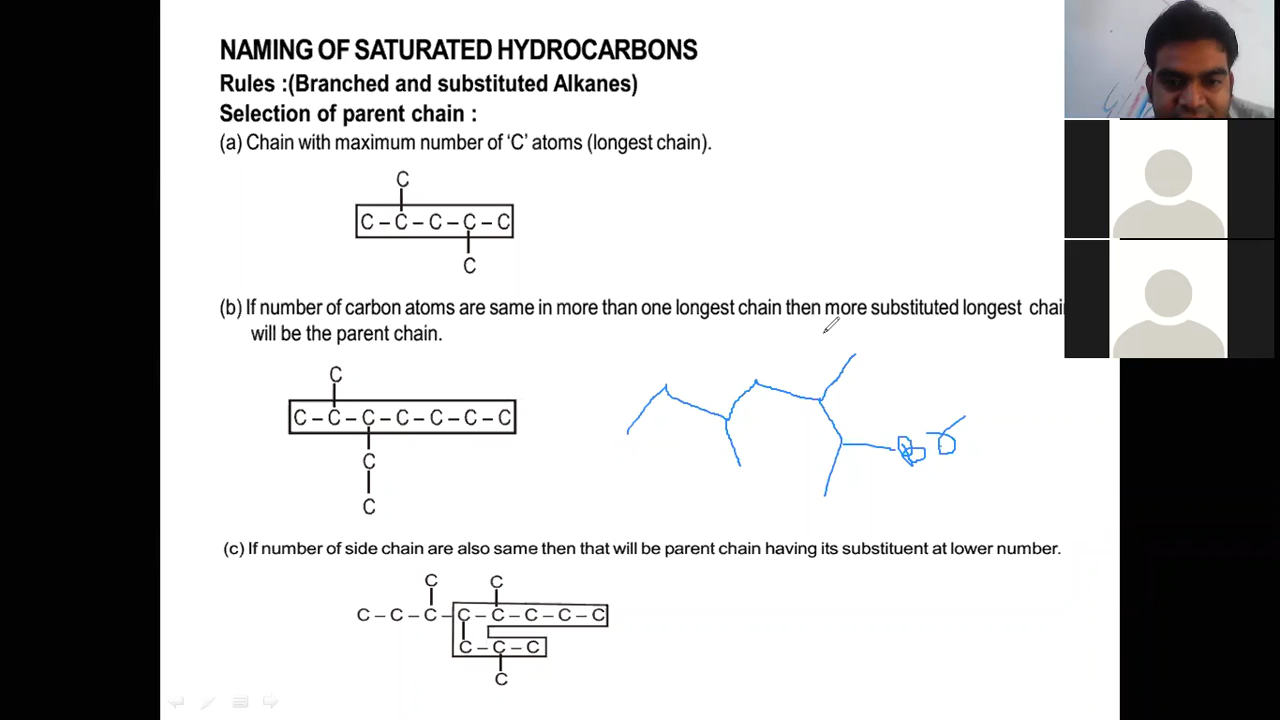 NAMING OF SATURATED HYDROCARBONS
Rules :(Branched and substituted Alkanes)
Selection of parent chain :
(a) Chain with maximum number of ‘C’ atoms (longest chain).
C
C – C – C – C – C
C
(b) If number of carbon atoms are same in more than one longest chain then more substituted longest chai
will be the parent chain.
C
C – C – C – C – C – C – C
C
C
(c) If number of side chain are also same then that will be parent chain having its substituent at lower number.
C C
C – C – C – C – C – C – C – C
C – C – C
C